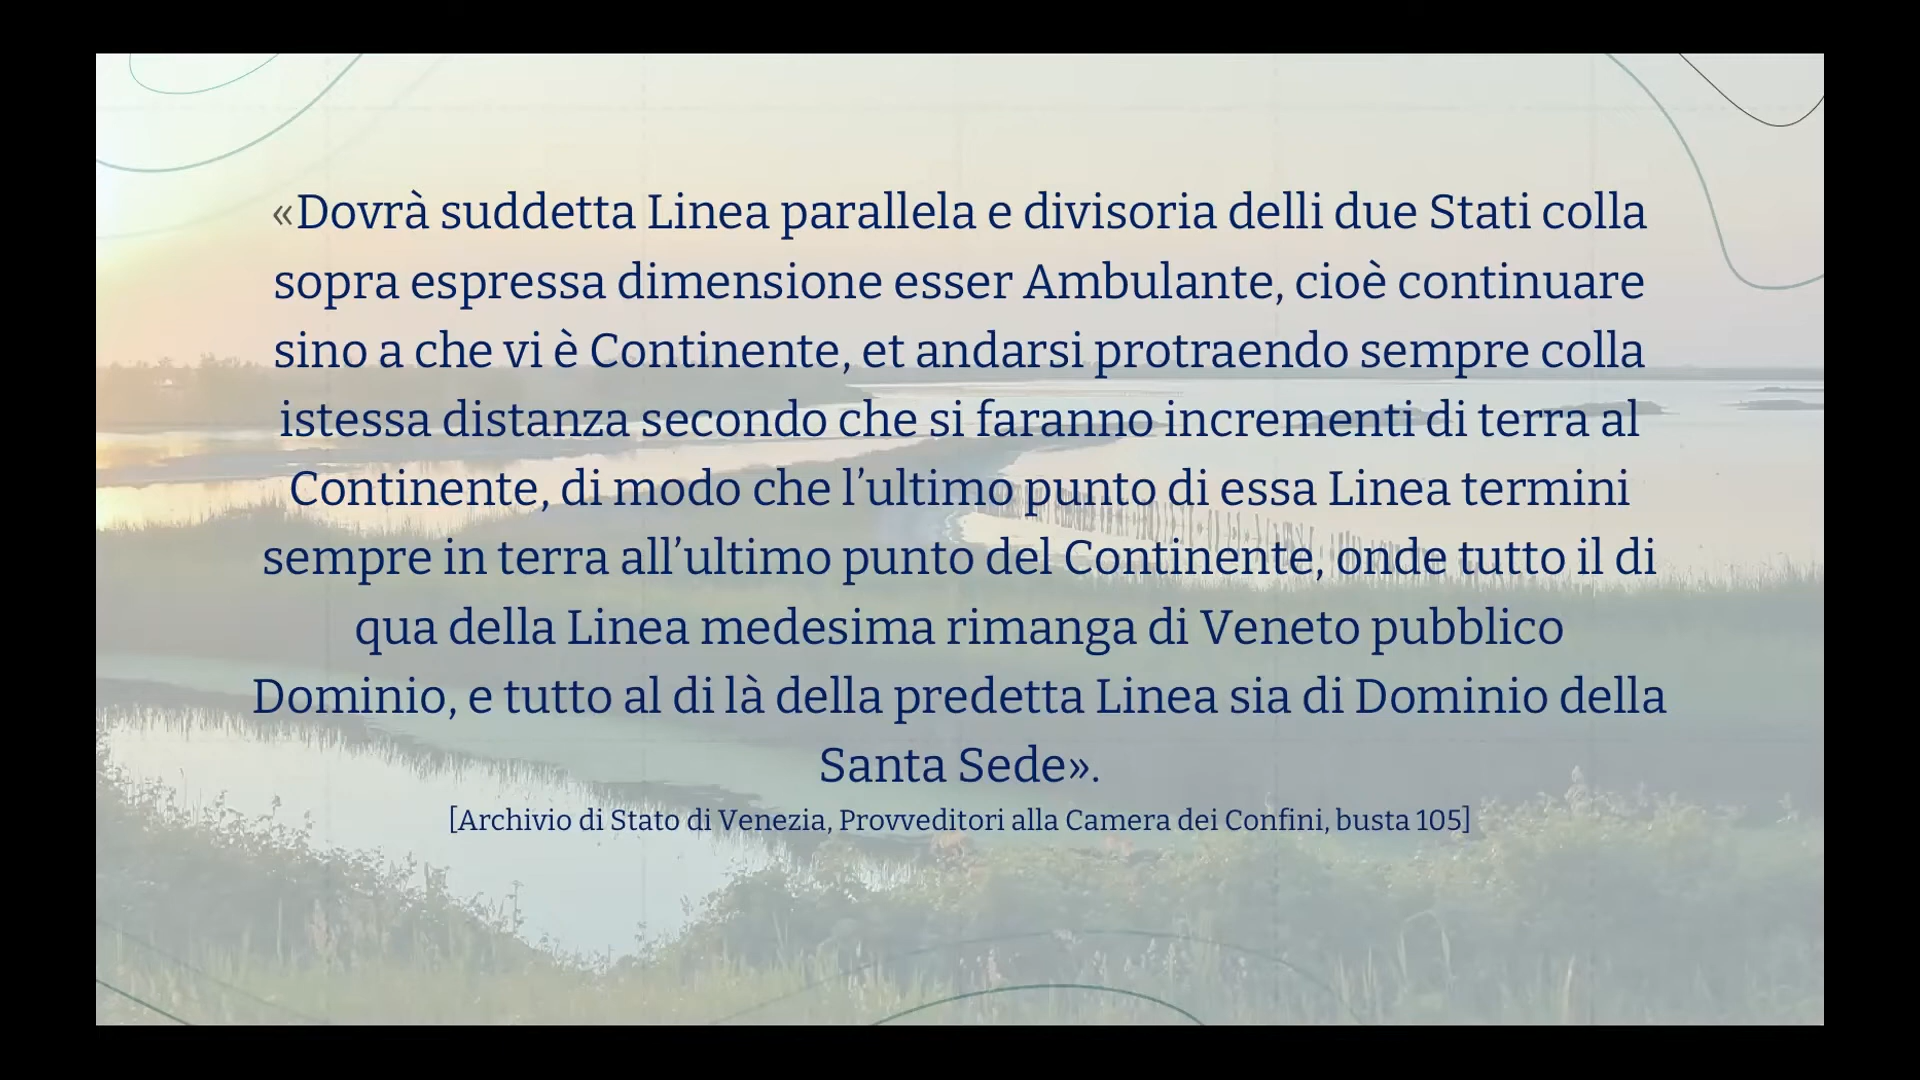 «Dovrà suddetta Linea parallela e divisoria delli due Stati colla
sopra espressa dimensione esser Ambulante, cioè continuare
sino a che vi è Continente, et andarsi protraendo sempre colla
istessa distanza secondo che si faranno incrementi di terra al
Continente, di modo che l’ultimo punto di essa Linea termini
sempre in terra all’ultimo punto del Continente, onde tutto il di
qua della Linea medesima rimanga di Veneto pubblico
Dominio, e tutto al di là della predetta Linea sia di Dominio della
Santa Sede».
[Archivio di Stato di Venezia, Provveditori alla Camera dei Confini, busta 105]